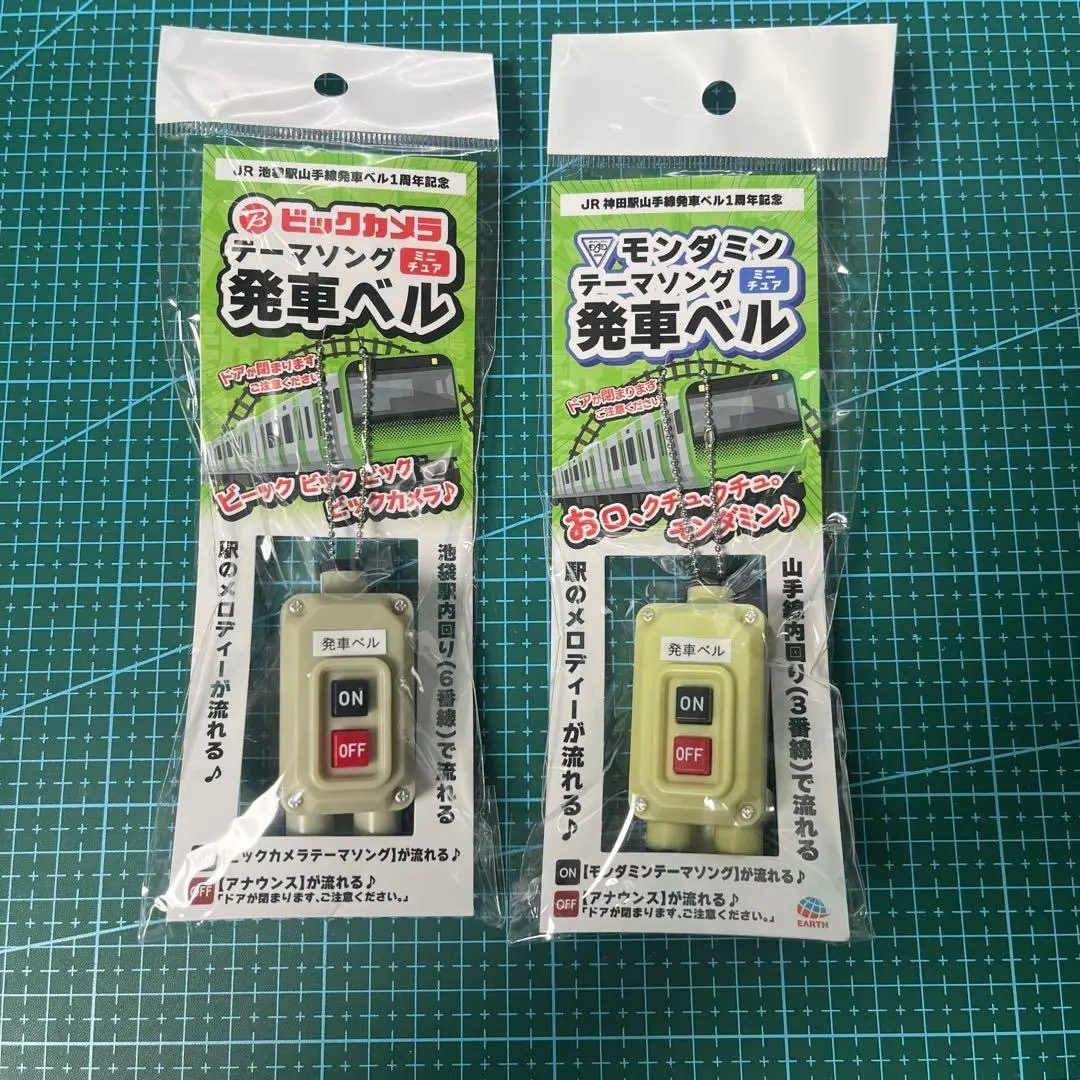 JR 池袋駅山手線発車ベル1周年記念
B ビックカメラ
テーマソング
ミニ
チュア
発車ベル
ドアが閉まります
ご注意ください
ビーック ビック ビック
ビックカメラ♪
駅のメロディーが流れる♪
池袋駅内回り(6番線)で流れる
発車ベル
ON
OFF
ビックカメラテーマソング】が流れる♪
OFF 【アナウンス】が流れる♪
「ドアが閉まります、ご注意ください。」
JR 神田駅山手線発車ベル1周年記念
モンダミン
テーマソング
ミニ
チュア
発車ベル
ドアが閉まります
ご注意ください
お口、クチュ、クチュ。
モンダミン♪
駅のメロディーが流れる♪
山手線内回り(3番線)で流れる
発車ベル
ON
OFF
ON 【モンダミンテーマソング】が流れる♪
OFF 【アナウンス】が流れる♪
「ドアが閉まります、ご注意ください。」
EARTH